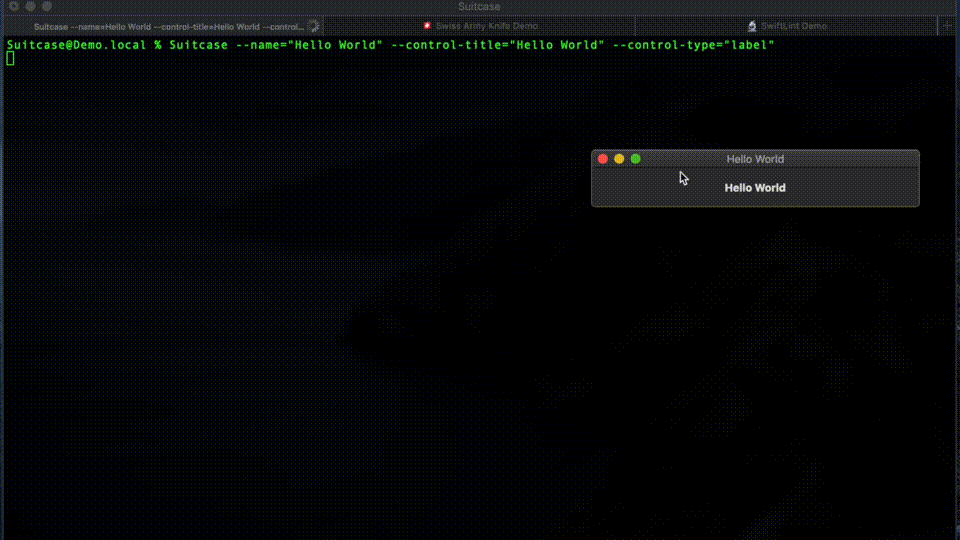 Suitcase
Suitcase --name=Hello World --control-title=Hello World --control...
Swiss Army Knife Demo
SwiftLint Demo
Suitcase@Demo.local % Suitcase --name="Hello World" --control-title="Hello World" --control-type="label"
Hello World
Hello World